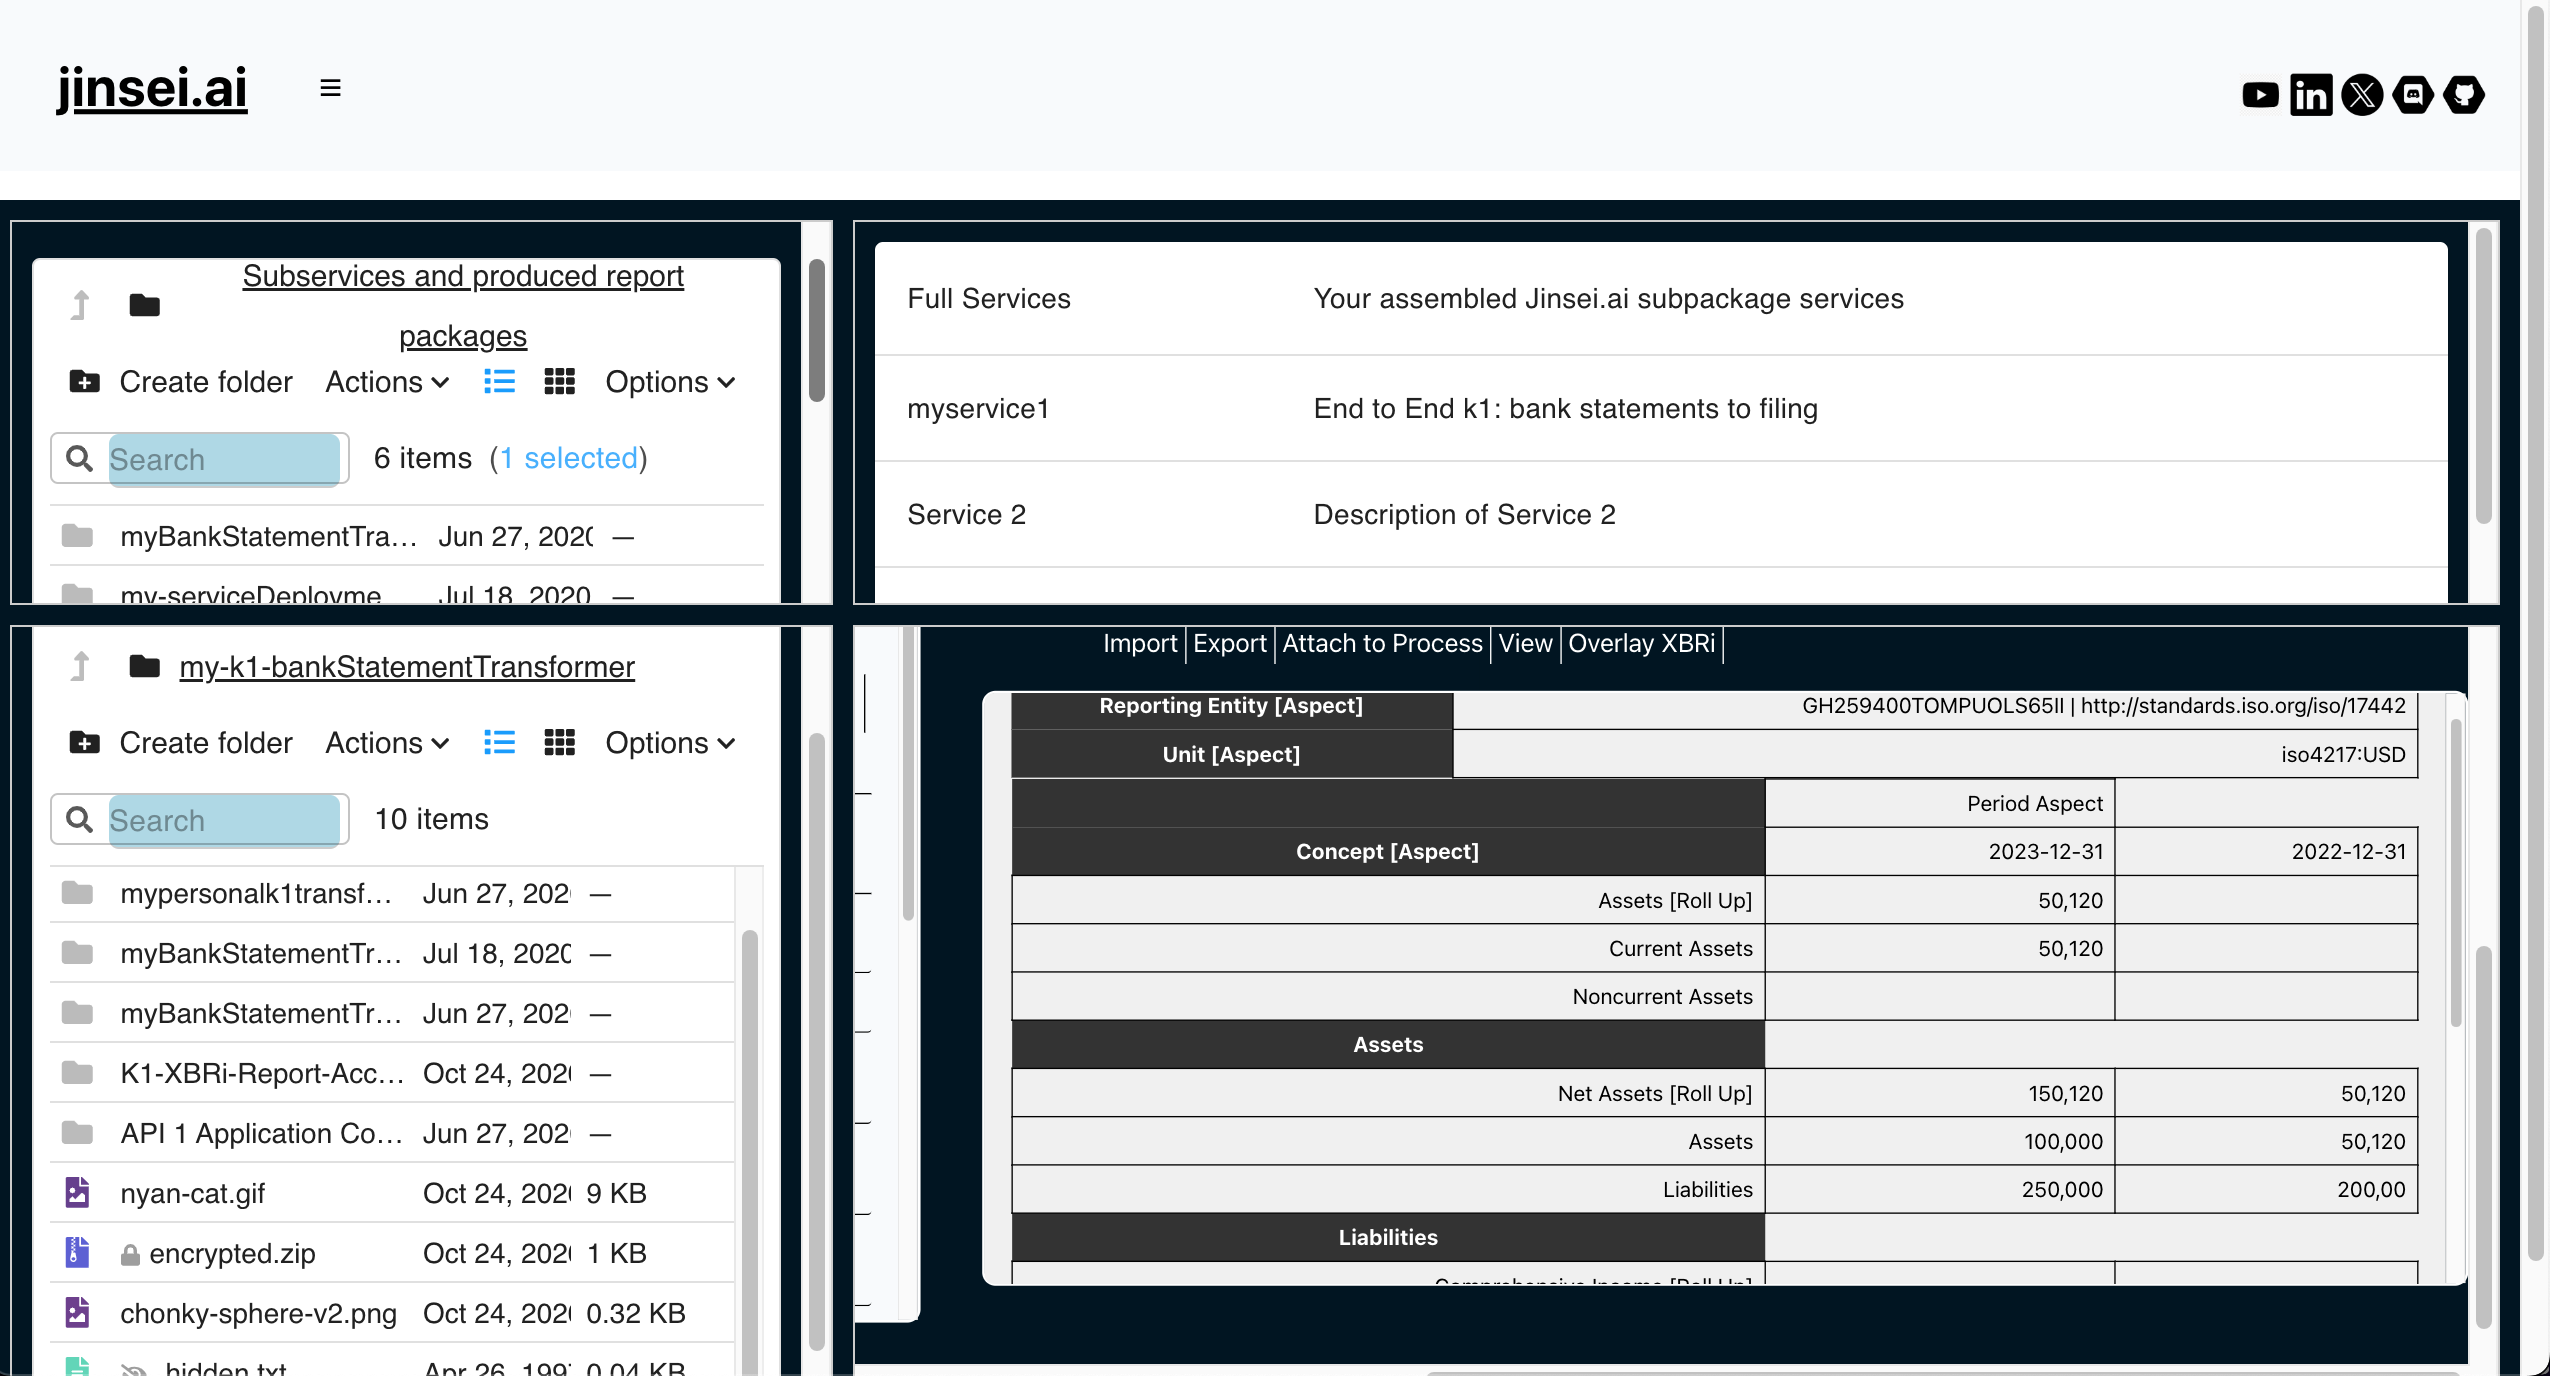 jinsei.ai
Subservices and produced report
packages
Create folder Actions Options
Search 6 items (1 selected)
myBankStatementTra... Jun 27, 202 —
my-serviceDeployme Jul 18, 2020 —
Full Services Your assembled Jinsei.ai subpackage services
myservice1 End to End k1: bank statements to filing
Service 2 Description of Service 2
my-k1-bankStatementTransformer
Create folder Actions Options
Search 10 items
mypersonalk1transf... Jun 27, 202 —
myBankStatementTr... Jul 18, 202 —
myBankStatementTr... Jun 27, 202 —
K1-XBRi-Report-Acc... Oct 24, 202 —
API 1 Application Co... Jun 27, 202 —
nyan-cat.gif Oct 24, 202 9 KB
encrypted.zip Oct 24, 202 1 KB
chonky-sphere-v2.png Oct 24, 202 0.32 KB
hidden.txt Apr 26, 199 0.04 KB
Import Export Attach to Process View Overlay XBRi
Reporting Entity [Aspect] GH259400TOMPUOLS65II | http://standards.iso.org/iso/17442
Unit [Aspect] iso4217:USD
Period Aspect
Concept [Aspect] 2023-12-31 2022-12-31
Assets [Roll Up] 50,120
Current Assets 50,120
Noncurrent Assets
Assets
Net Assets [Roll Up] 150,120 50,120
Assets 100,000 50,120
Liabilities 250,000 200,00
Liabilities
Comprehensive Income [Roll Up]